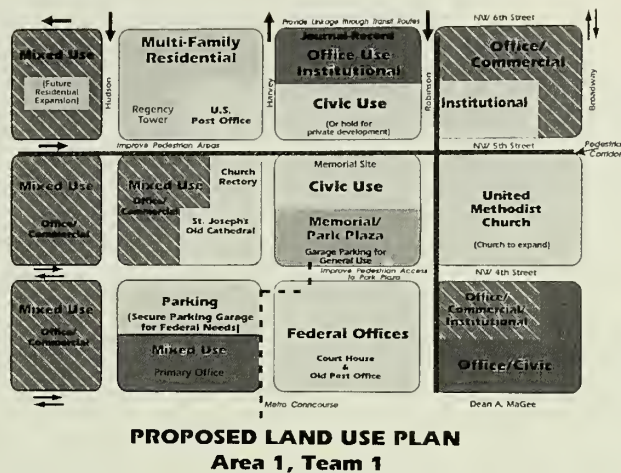 NW 6th Street
Provide Linkage through Transit Routes
Mixed Use
(Future
Residential
Expansion)
Hudson
Multi-Family
Residential
Regency
Tower
U.S.
Post Office
Harvey
Journal-Record
Office Use
Institutional
Civic Use
(Or hold for
private development)
Robinson
Office/
Commercial
Institutional
Broadway
Improve Pedestrian Areas
NW 5th Street
Pedestrian
Corridor
Mixed Use
Office/
Commercial
Mixed Use
Office/
Commercial
Church
Rectory
St. Joseph's
Old Cathedral
Memorial Site
Civic Use
Memorial/
Park Plaza
Garage Parking for
General Use
United
Methodist
Church
(Church to expand)
Improve Pedestrian Access
to Park Plaza
NW 4th Street
Mixed Use
Office/
Commercial
Parking
(Secure Parking Garage
for Federal Needs)
Mixed Use
Primary Office
Federal Offices
Court House
&
Old Post Office
Office/
Commercial/
Institutional
Office/Civic
Metro Conncourse
Dean A. MaGee
PROPOSED LAND USE PLAN
Area 1, Team 1